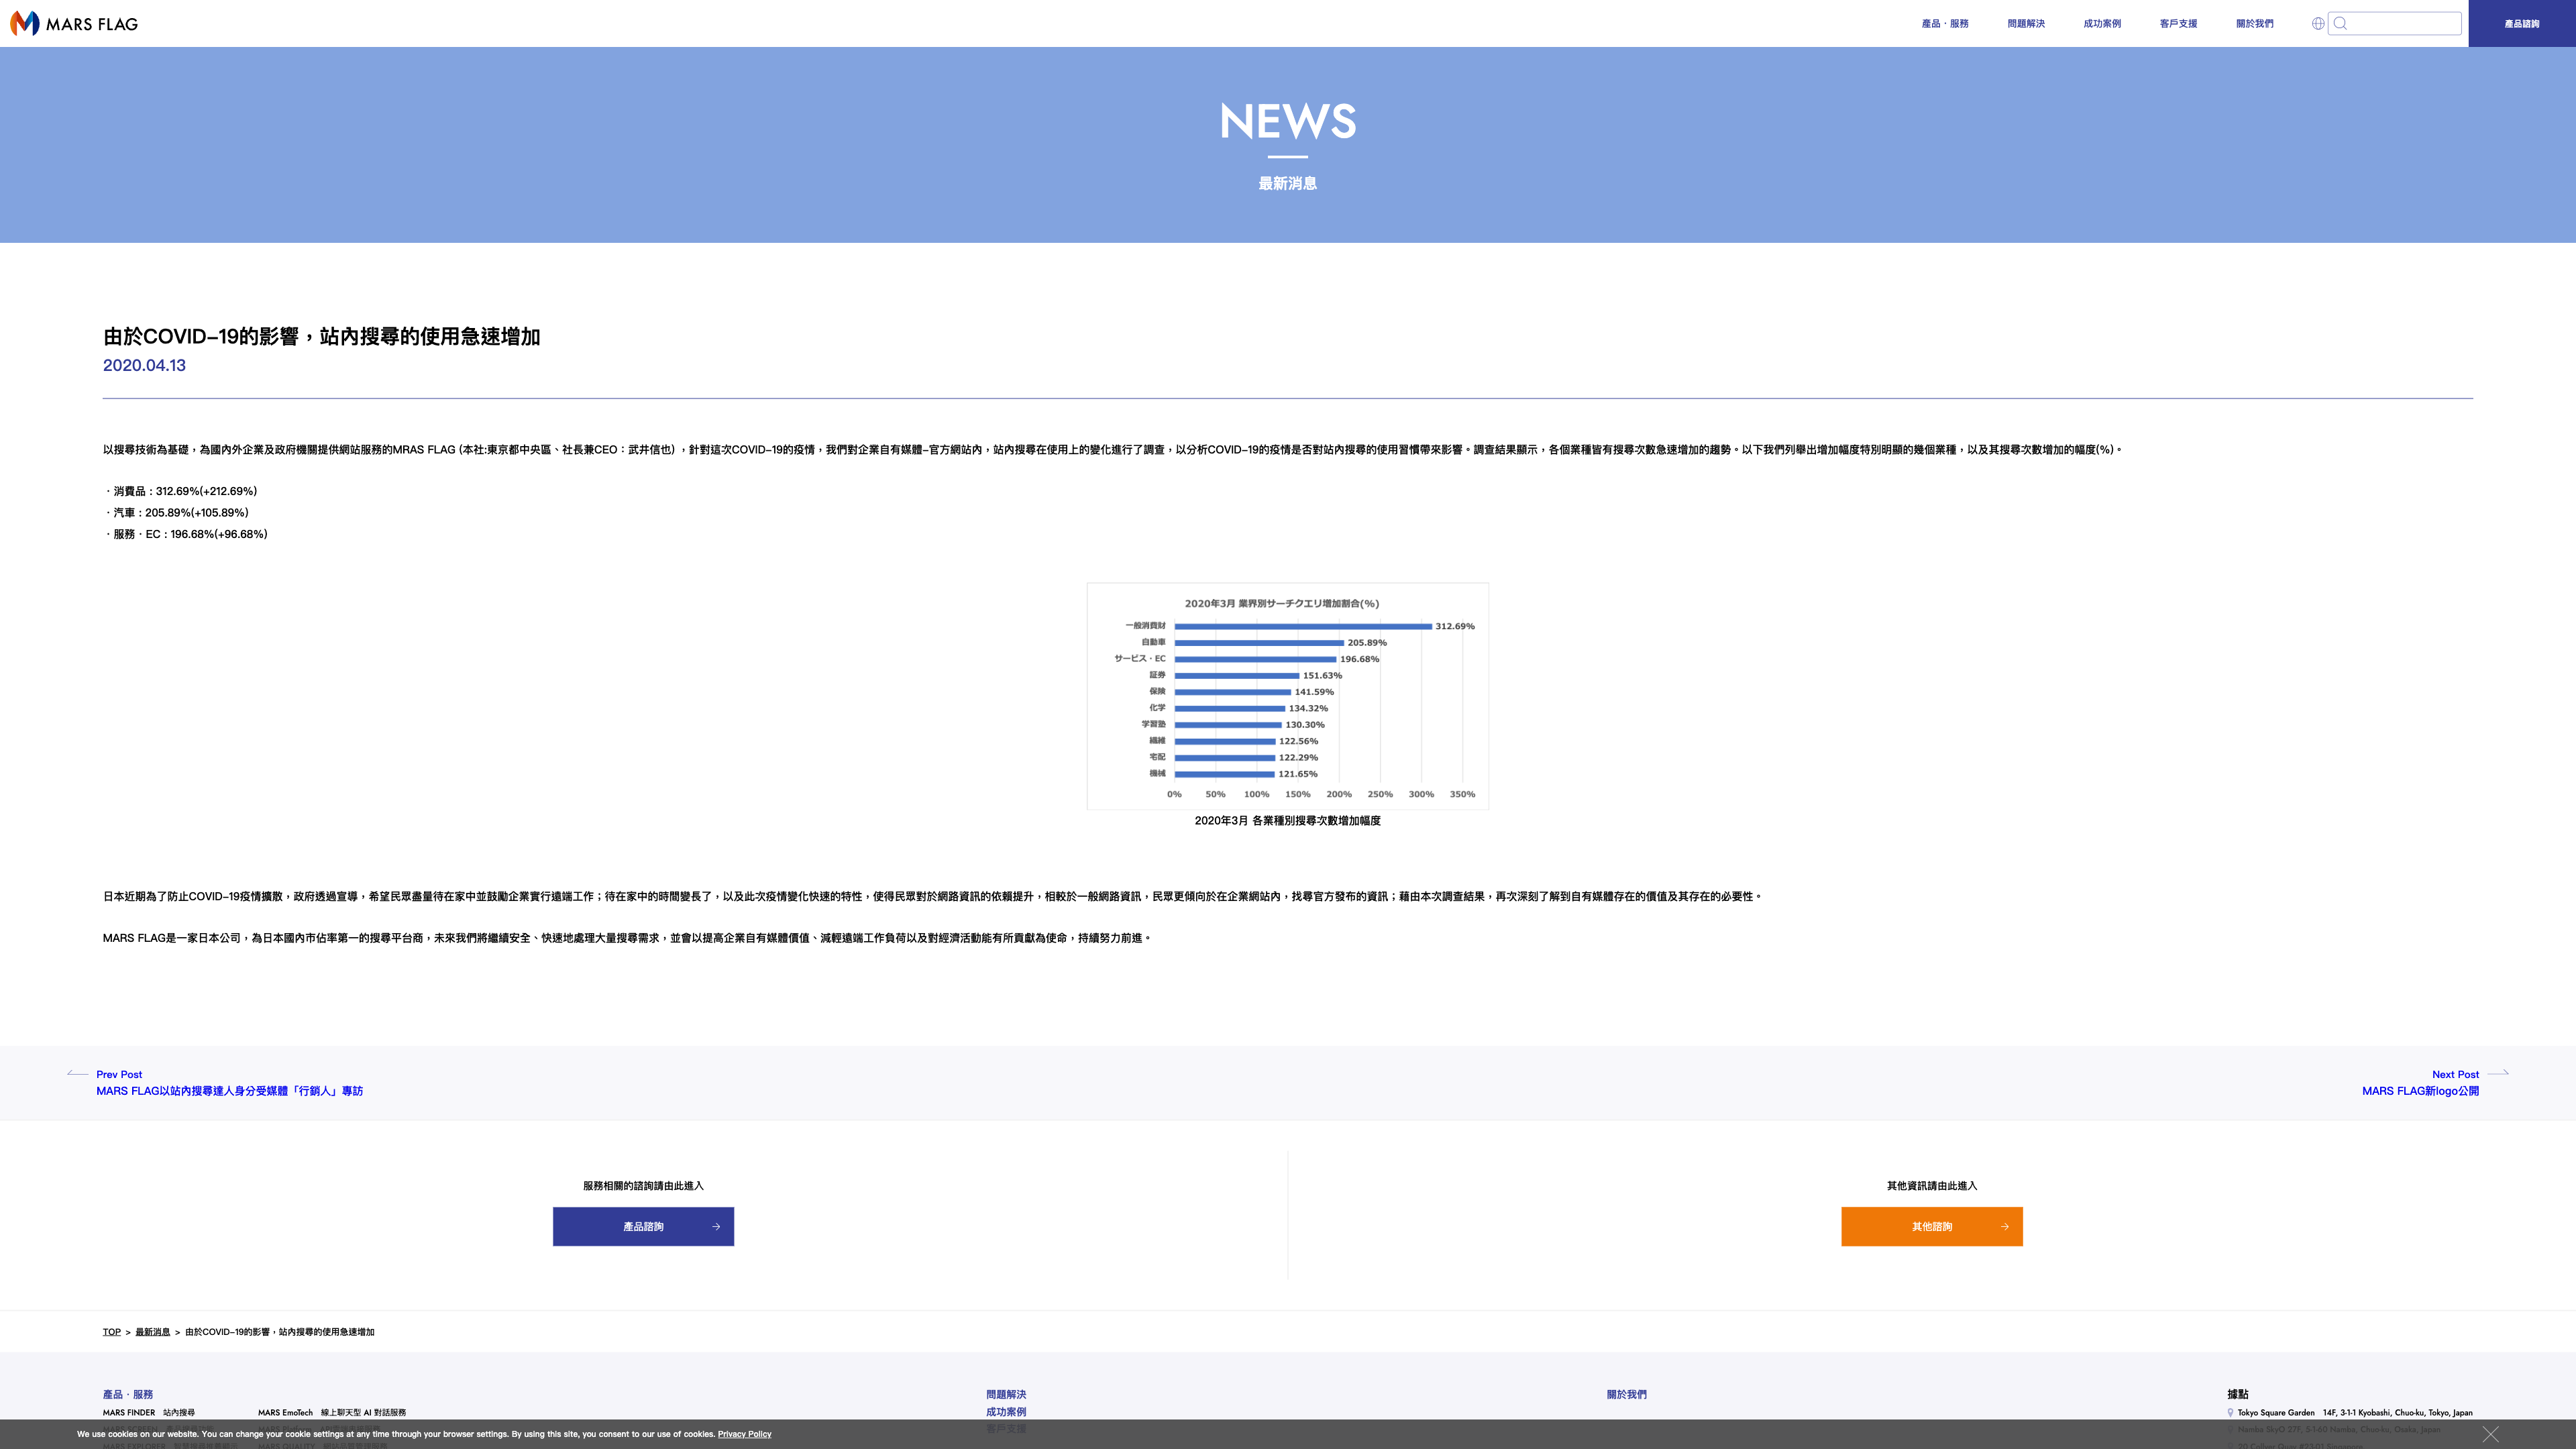 MARS FLAG
產品・服務
問題解決
成功案例
客戶支援
關於我們
產品諮詢
NEWS
最新消息
由於COVID-19的影響，站內搜尋的使用急速增加
2020.04.13
以搜尋技術為基礎，為國內外企業及政府機關提供網站服務的MRAS FLAG (本社:東京都中央區、社長兼CEO：武井信也) ，針對這次COVID-19的疫情，我們對企業自有媒體-官方網站內，站內搜尋在使用上的變化進行了調查，以分析COVID-19的疫情是否對站內搜尋的使用習慣帶來影響。調查結果顯示，各個業種皆有搜尋次數急速增加的趨勢。以下我們列舉出增加幅度特別明顯的幾個業種，以及其搜尋次數增加的幅度(%)。
・消費品 : 312.69%(+212.69%)
・汽車 : 205.89%(+105.89%)
・服務・EC : 196.68%(+96.68%)
2020年3月 業界別サーチクエリ増加割合(%)
一般消費財 312.69%
自動車 205.89%
サービス・EC 196.68%
証券 151.63%
保険 141.59%
化学 134.32%
学習塾 130.30%
繊維 122.56%
宅配 122.29%
機械 121.65%
0% 50% 100% 150% 200% 250% 300% 350%
2020年3月 各業種別搜尋次數增加幅度
日本近期為了防止COVID-19疫情擴散，政府透過宣導，希望民眾盡量待在家中並鼓勵企業實行遠端工作；待在家中的時間變長了，以及此次疫情變化快速的特性，使得民眾對於網路資訊的依賴提升，相較於一般網路資訊，民眾更傾向於在企業網站內，找尋官方發布的資訊；藉由本次調查結果，再次深刻了解到自有媒體存在的價值及其存在的必要性。
MARS FLAG是一家日本公司，為日本國內市佔率第一的搜尋平台商，未來我們將繼續安全、快速地處理大量搜尋需求，並會以提高企業自有媒體價值、減輕遠端工作負荷以及對經濟活動能有所貢獻為使命，持續努力前進。
Prev Post
MARS FLAG以站內搜尋達人身分受媒體「行銷人」專訪
Next Post
MARS FLAG新logo公開
服務相關的諮詢請由此進入
產品諮詢
其他資訊請由此進入
其他諮詢
TOP > 最新消息 > 由於COVID-19的影響，站內搜尋的使用急速增加
產品・服務
MARS FINDER 站內搜尋
MARS EmoTech 線上聊天型 AI 對話服務
問題解決
成功案例
客戶支援
關於我們
據點
Tokyo Square Garden 14F, 3-1-1 Kyobashi, Chuo-ku, Tokyo, Japan
We use cookies on our website. You can change your cookie settings at any time through your browser settings. By using this site, you consent to our use of cookies. Privacy Policy